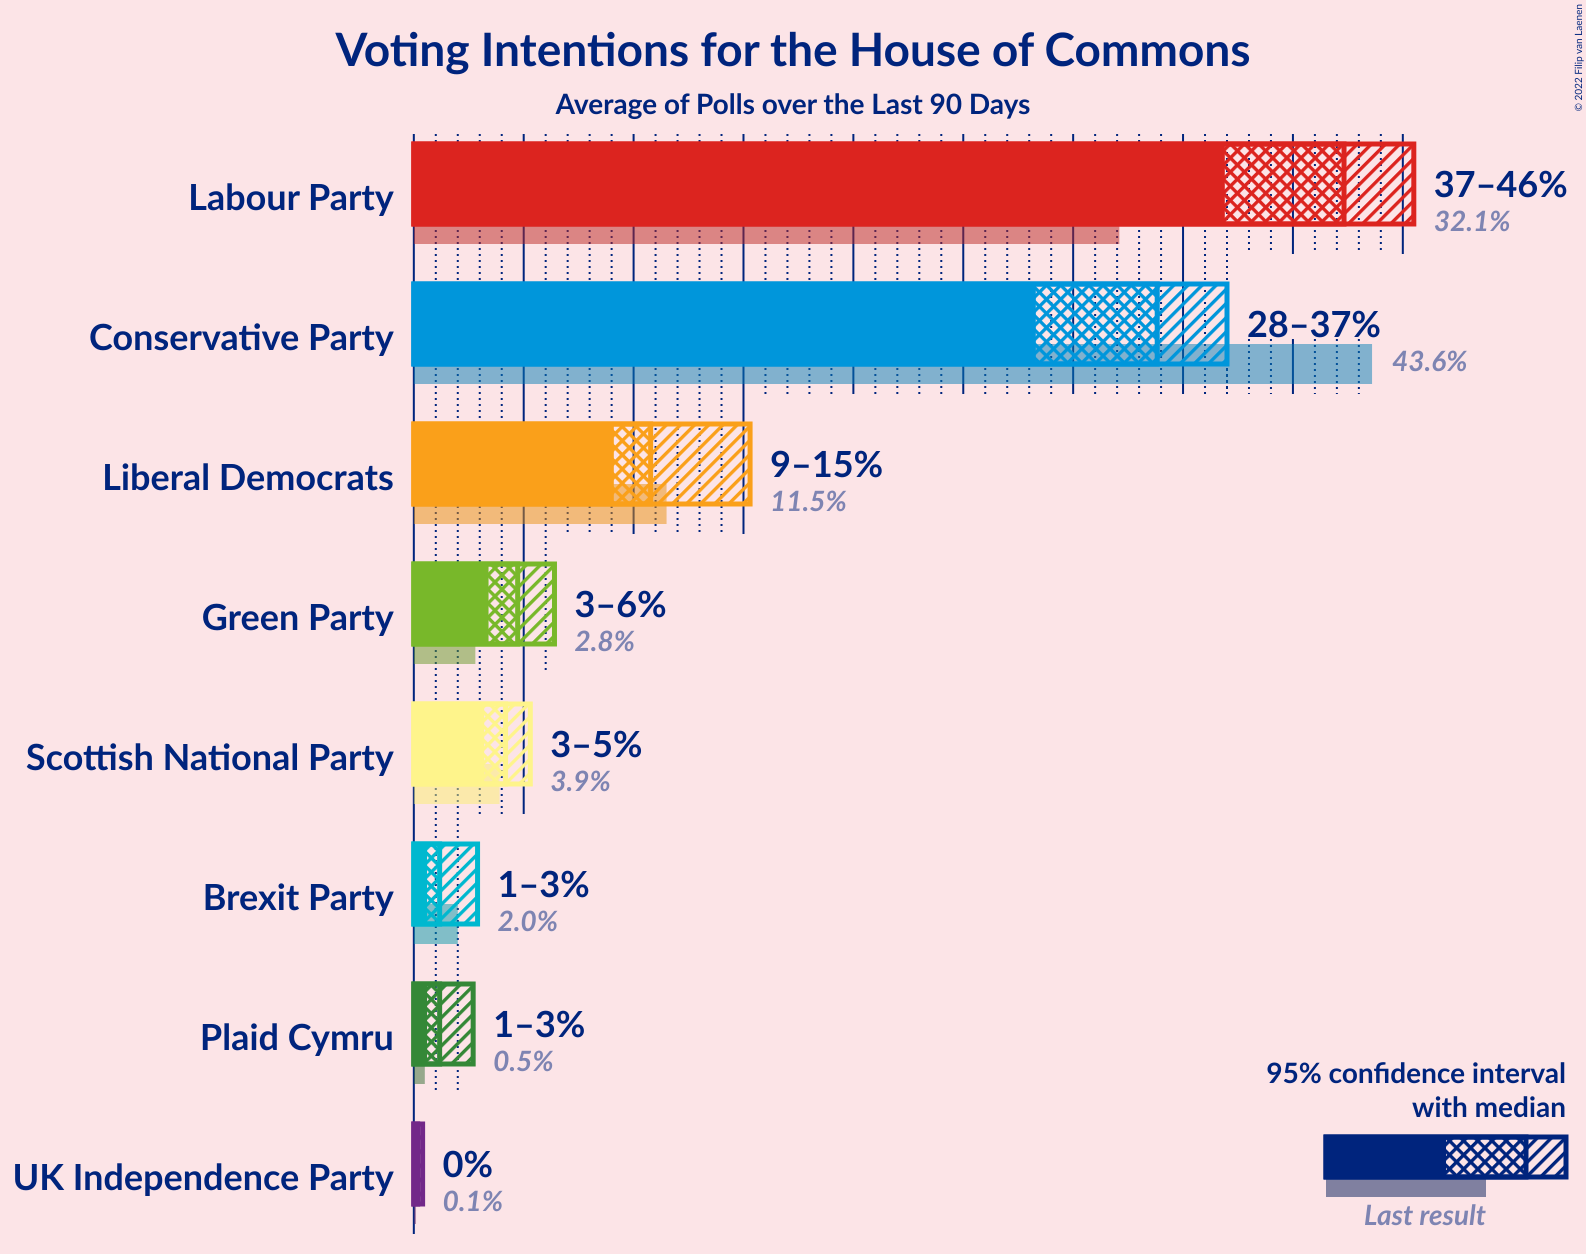 Voting Intentions for the House of Commons
Average of Polls over the Last 90 Days
© 2022 Filip van Laenen
Labour Party
37–46%
32.1%
Conservative Party
28–37%
43.6%
Liberal Democrats
9–15%
11.5%
Green Party
3–6%
2.8%
Scottish National Party
3–5%
3.9%
Brexit Party
1–3%
2.0%
Plaid Cymru
1–3%
0.5%
UK Independence Party
0%
0.1%
95% confidence interval
with median
Last result